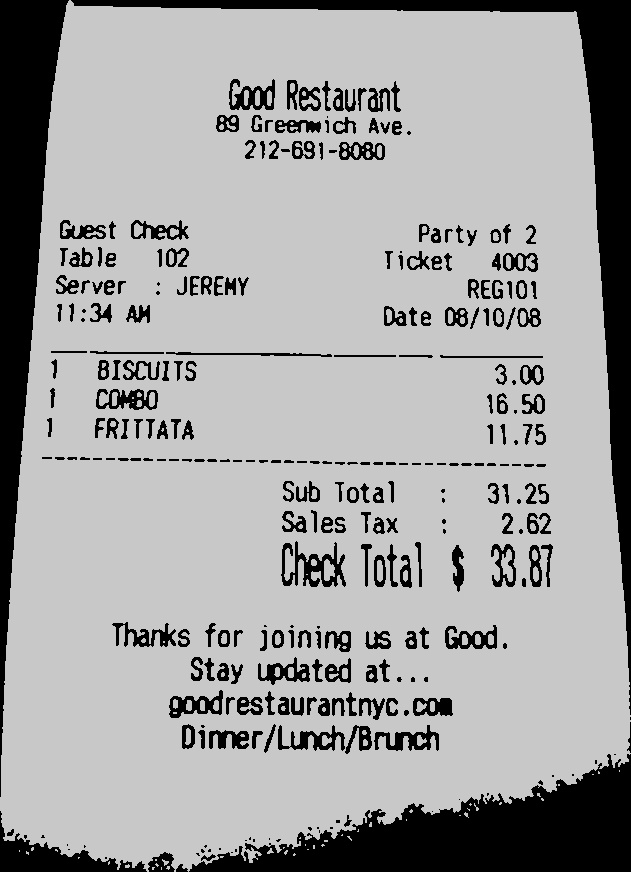 Good Restaurant
89 Greenwich Ave.
212-691-8080
Guest Check Party of 2
Table 102 Ticket 4003
Server : JEREMY REG101
11:34 AM Date 08/10/08
1 BISCUITS 3.00
1 COMBO 16.50
1 FRITTATA 11.75
Sub Total : 31.25
Sales Tax : 2.62
Check Total $ 33.87
Thanks for joining us at Good.
Stay updated at...
goodrestaurantnyc.com
Dinner/Lunch/Brunch